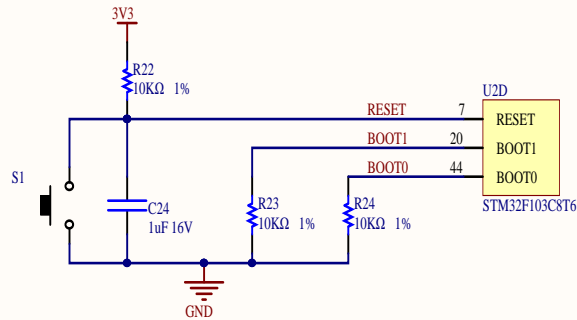 3V3
R22
10KΩ 1%
RESET 7
U2D
RESET
BOOT1 20
BOOT1
BOOT0 44
BOOT0
STM32F103C8T6
S1
C24
1uF 16V
R23
10KΩ 1%
R24
10KΩ 1%
GND